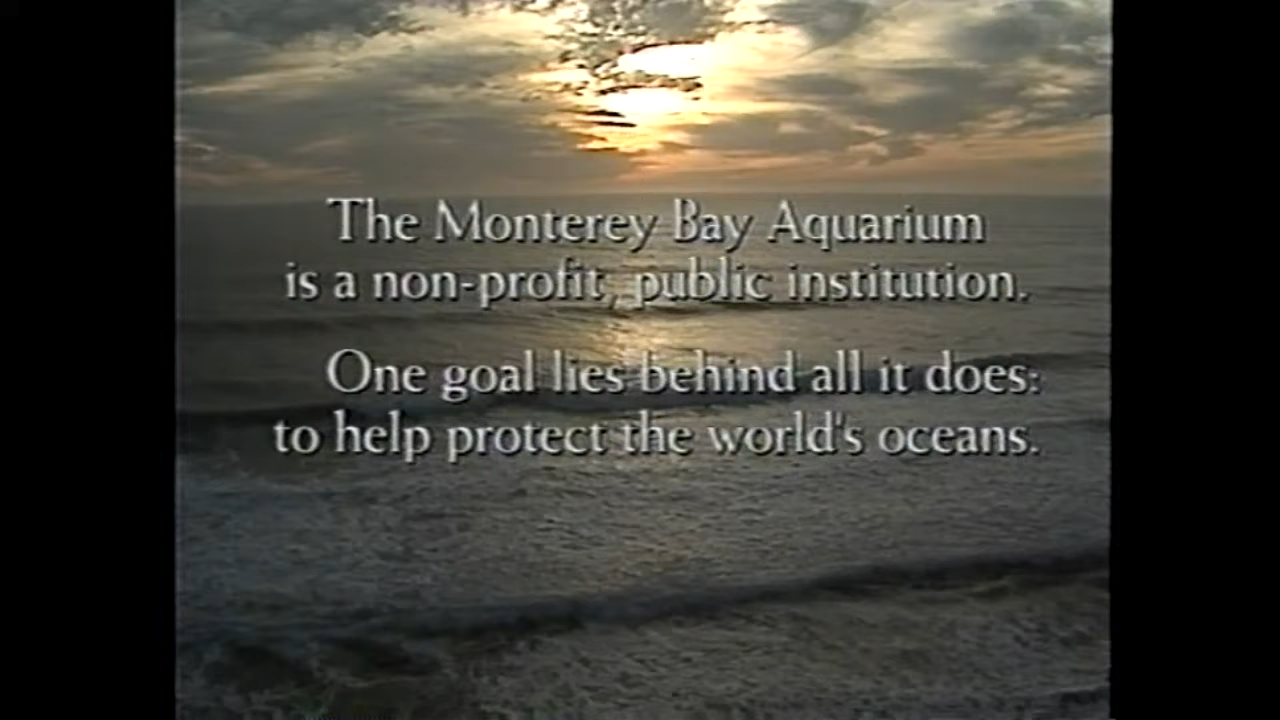 The Monterey Bay Aquarium
is a non-profit, public institution.
One goal lies behind all it does:
to help protect the world's oceans.